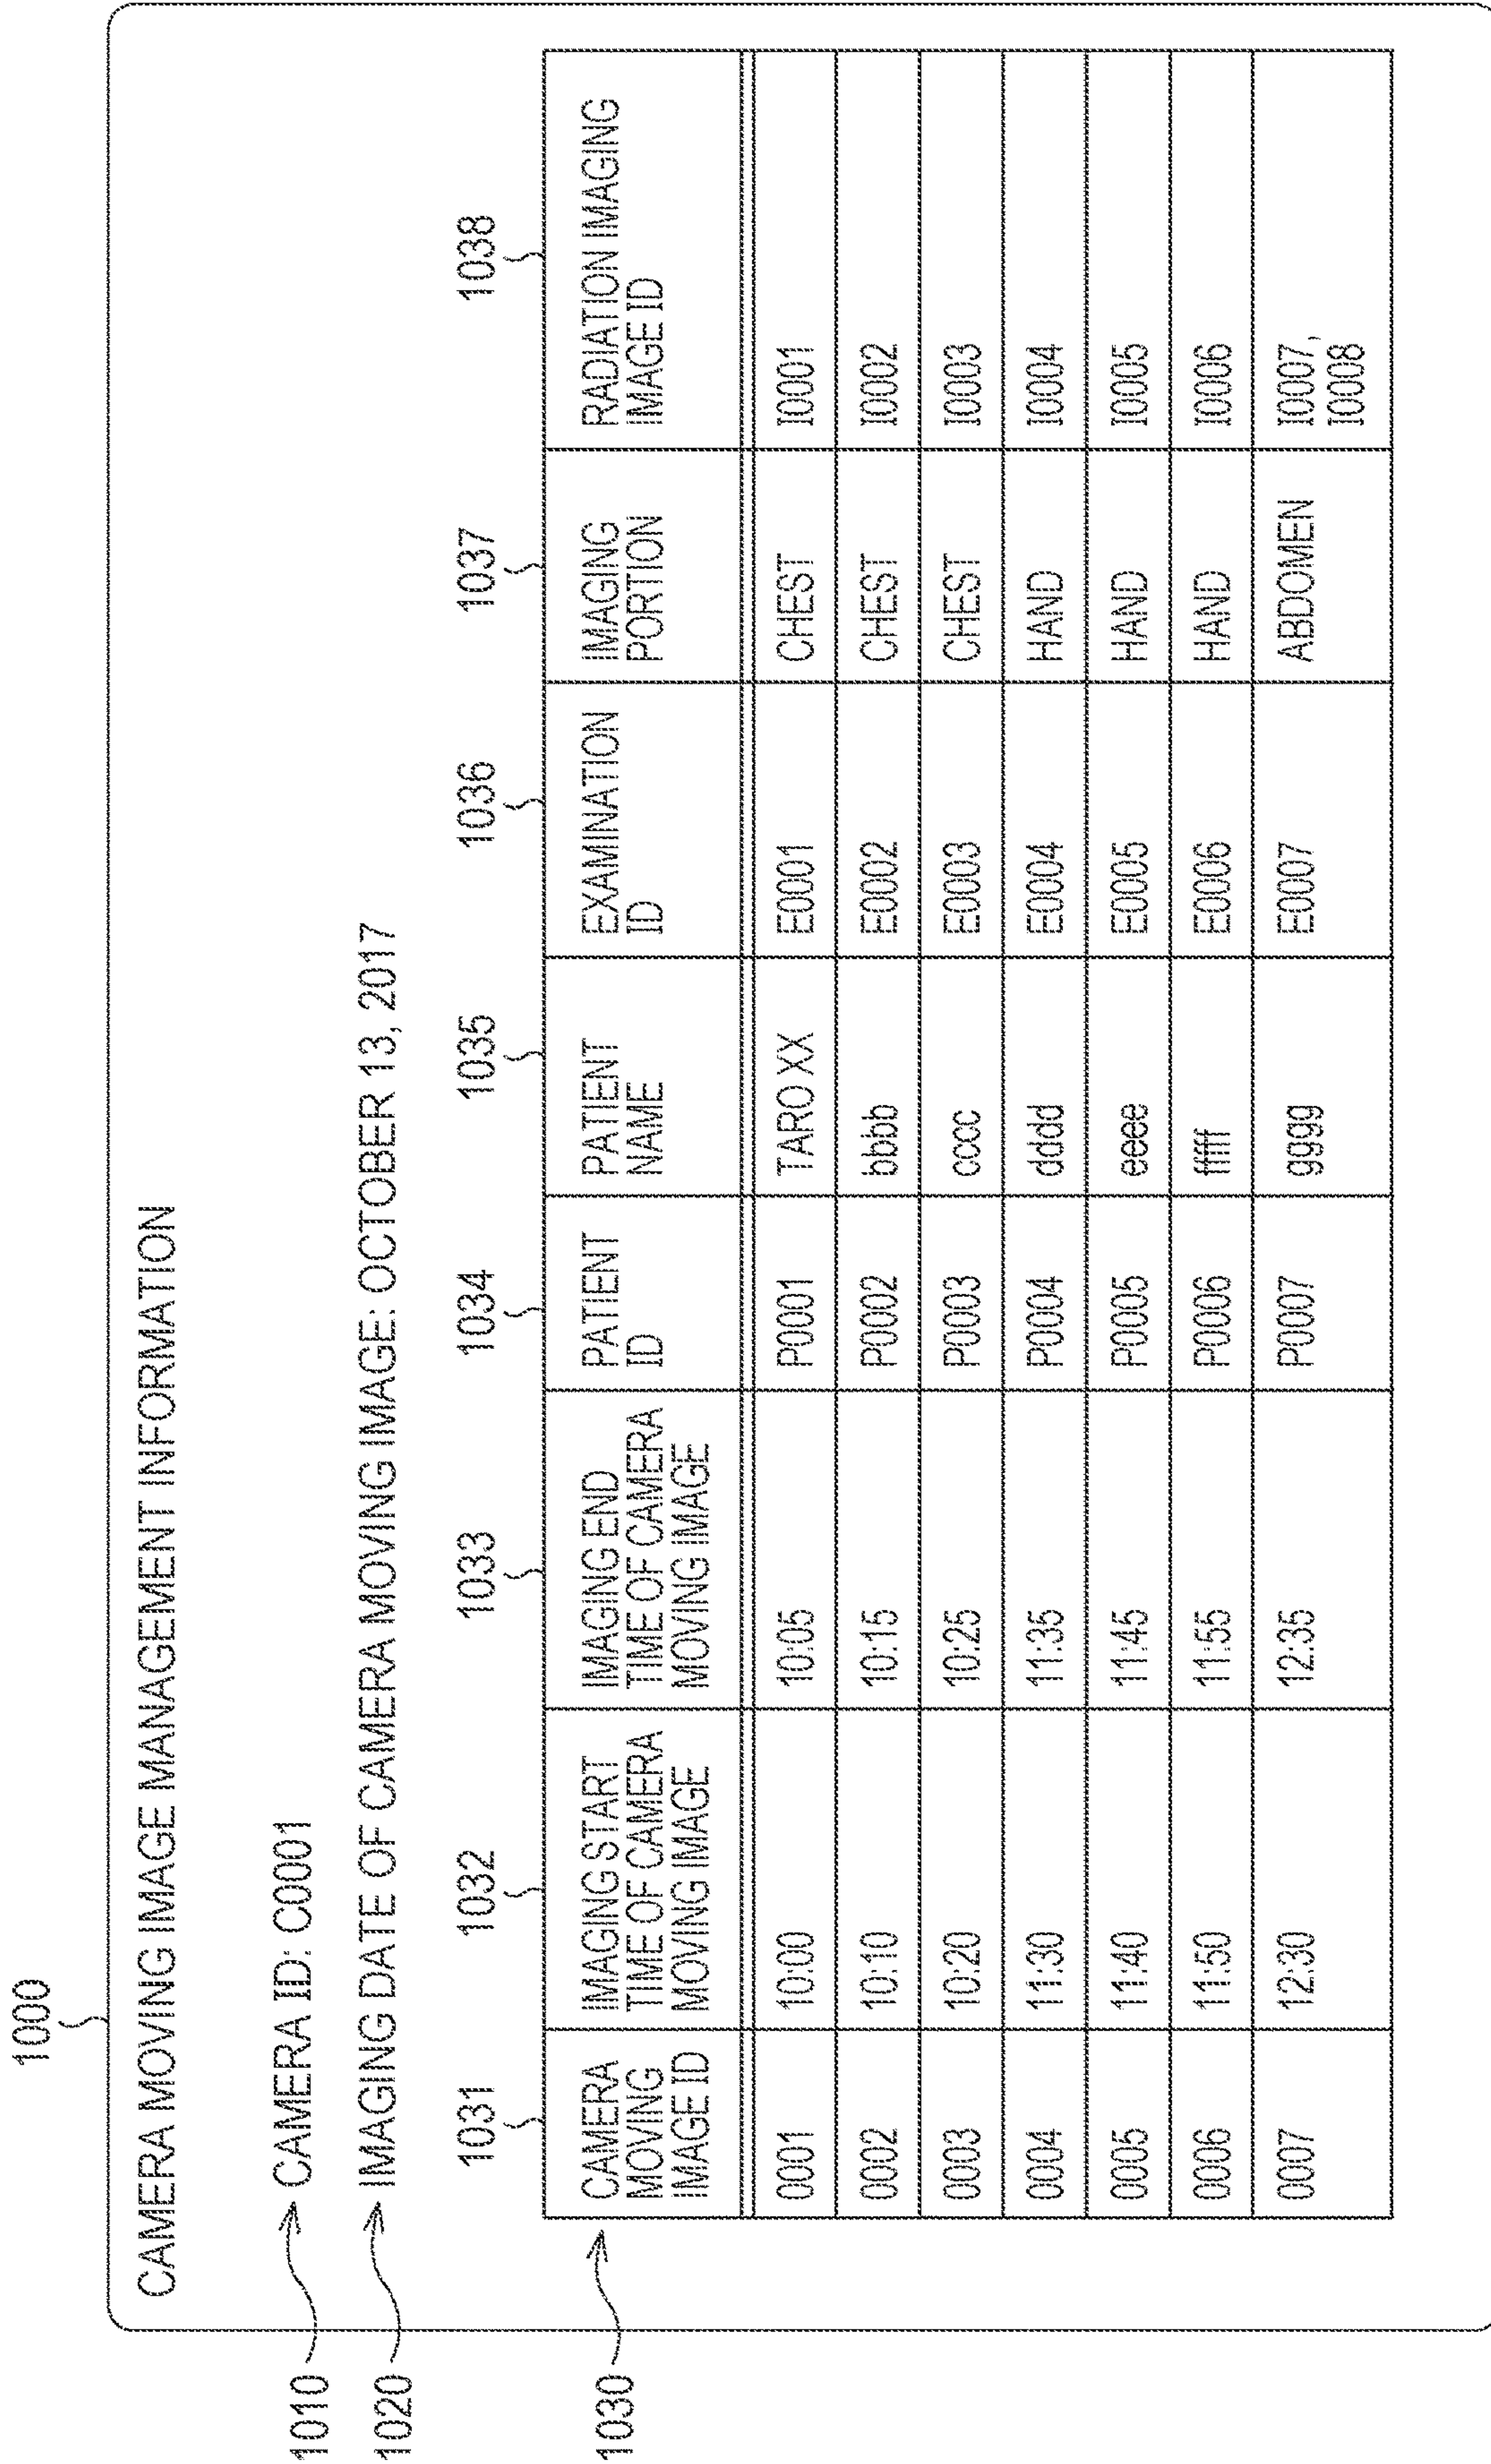 1000
CAMERA MOVING IMAGE MANAGEMENT INFORMATION
1010 CAMERA ID: C0001
1020 IMAGING DATE OF CAMERA MOVING IMAGE: OCTOBER 13, 2017
1031 1032 1033 1034 1035 1036 1037 1038
1030
CAMERA MOVING IMAGE ID IMAGING START TIME OF CAMERA MOVING IMAGE IMAGING END TIME OF CAMERA MOVING IMAGE PATIENT ID PATIENT NAME EXAMINATION ID IMAGING PORTION RADIATION IMAGING IMAGE ID
0001 10:00 10:05 P0001 TARO XX E0001 CHEST I0001
0002 10:10 10:15 P0002 bbbb E0002 CHEST I0002
0003 10:20 10:25 P0003 cccc E0003 CHEST I0003
0004 11:30 11:35 P0004 dddd E0004 HAND I0004
0005 11:40 11:45 P0005 eeee E0005 HAND I0005
0006 11:50 11:55 P0006 fffff E0006 HAND I0006
0007 12:30 12:35 P0007 gggg E0007 ABDOMEN I0007,
I0008